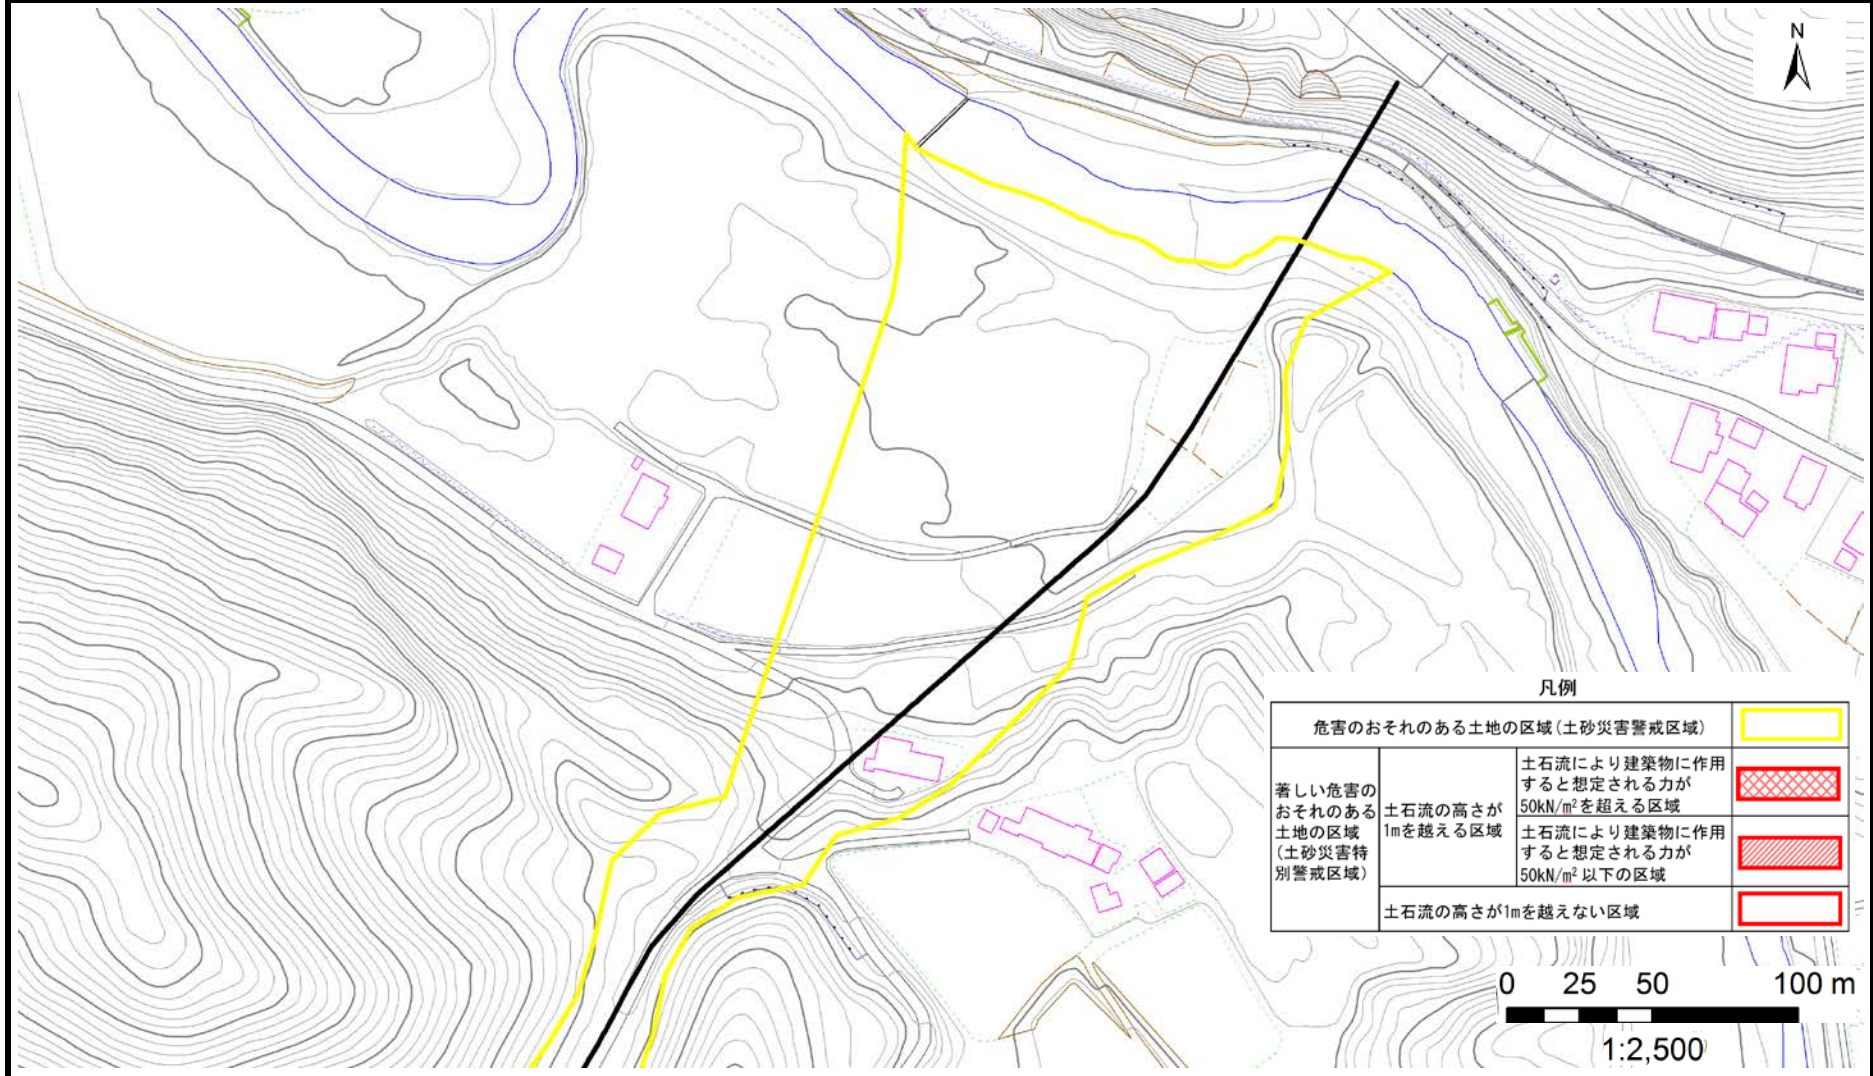 N
凡例
危害のおそれのある土地の区域(土砂災害警戒区域)
著しい危害の
おそれのある
土地の区域
(土砂災害特
別警戒区域)
土石流の高さが
1mを越える区域
土石流により建築物に作用
すると想定される力が
50kN/m²を超える区域
土石流により建築物に作用
すると想定される力が
50kN/m²以下の区域
土石流の高さが1mを越えない区域
0 25 50 100 m
1:2,500